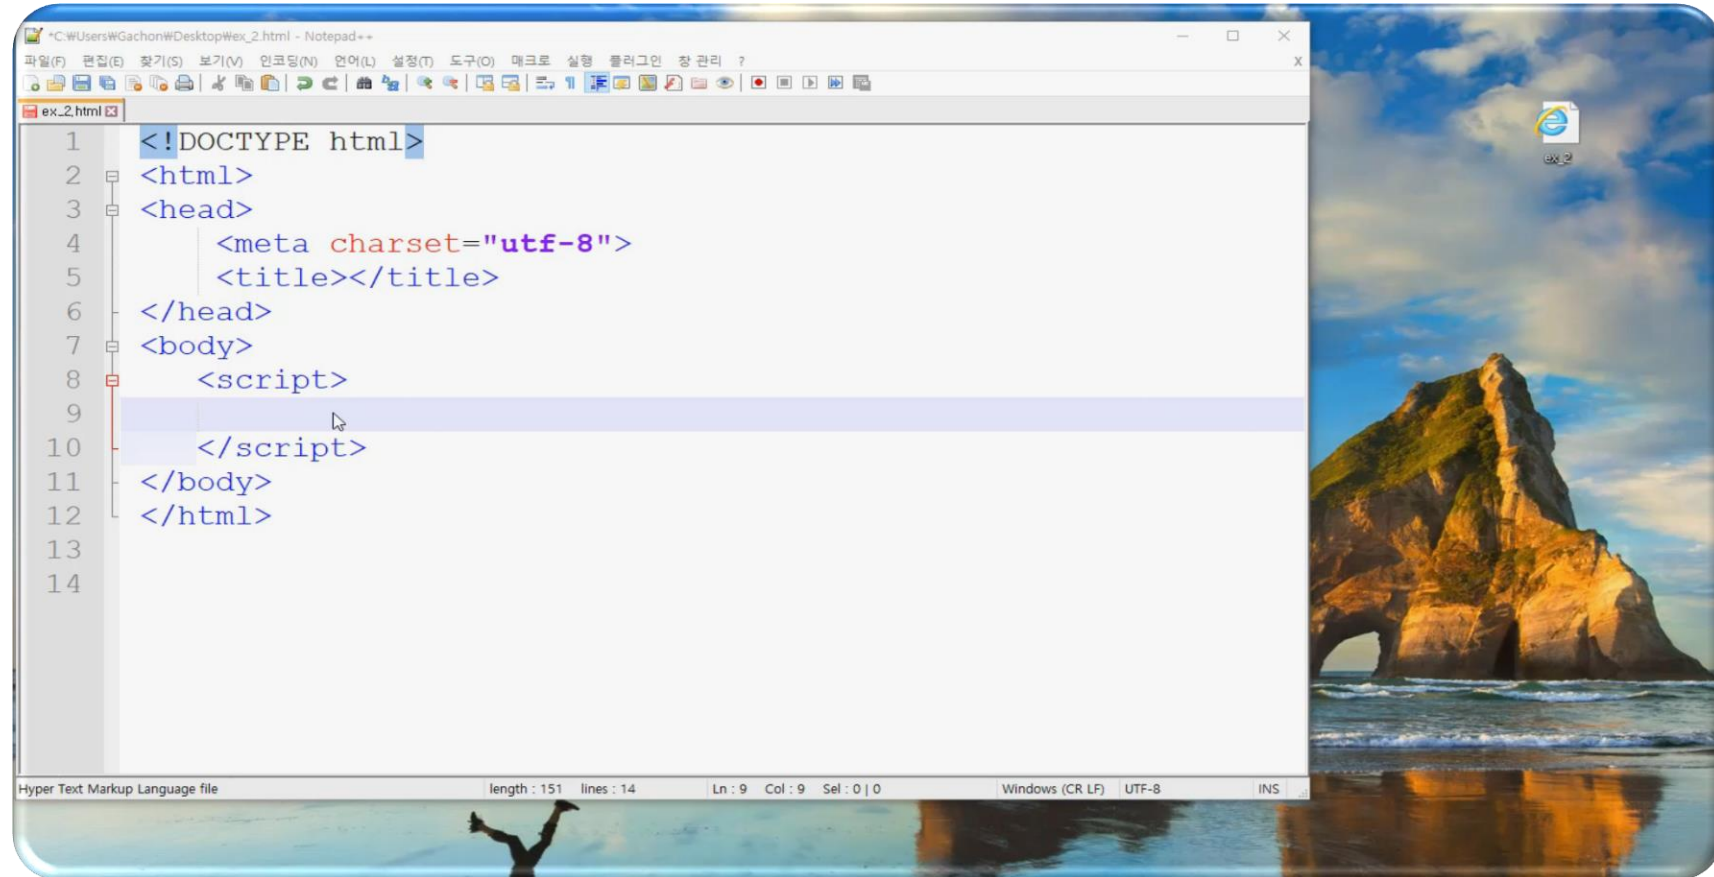 *C:₩Users₩Gachon₩Desktop₩ex_2.html - Notepad++
파일(F) 편집(E) 찾기(S) 보기(V) 인코딩(N) 언어(L) 설정(T) 도구(O) 매크로 실행 플러그인 창 관리 ? X
ex_2.html
1 <!DOCTYPE html>
2 <html>
3 <head>
4 <meta charset="utf-8">
5 <title></title>
6 </head>
7 <body>
8 <script>
9
10 </script>
11 </body>
12 </html>
13
14
Hyper Text Markup Language file length : 151 lines : 14 Ln : 9 Col : 9 Sel : 0 | 0 Windows (CR LF) UTF-8 INS
ex_2